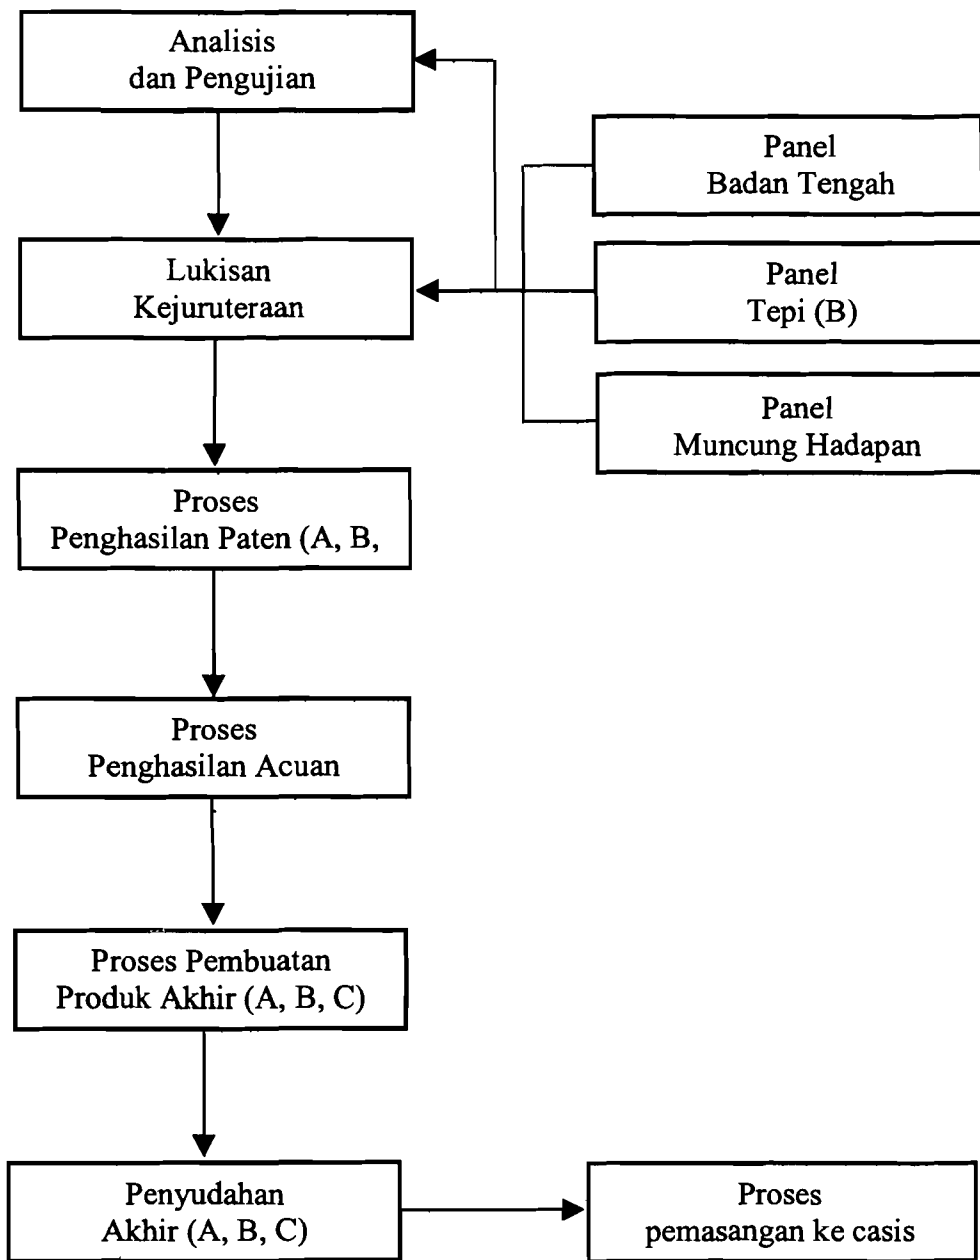 Analisis
dan Pengujian
Panel
Badan Tengah
Lukisan
Kejuruteraan
Panel
Tepi (B)
Panel
Muncung Hadapan
Proses
Penghasilan Paten (A, B,
Proses
Penghasilan Acuan
Proses Pembuatan
Produk Akhir (A, B, C)
Penyudahan
Akhir (A, B, C)
Proses
pemasangan ke casis